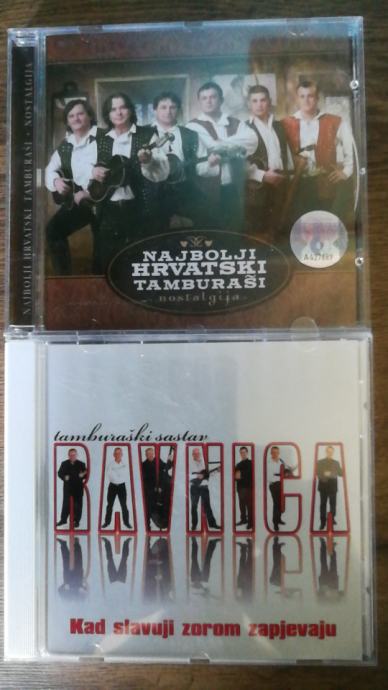 NAJBOLJI HRVATSKI TAMBURAŠI • NOSTALGIJA
NAJBOLJI
HRVATSKI
TAMBURAŠI
nostalgija
tamburaški sastav
RAVNICA
Kad slavuji zorom zapjevaju